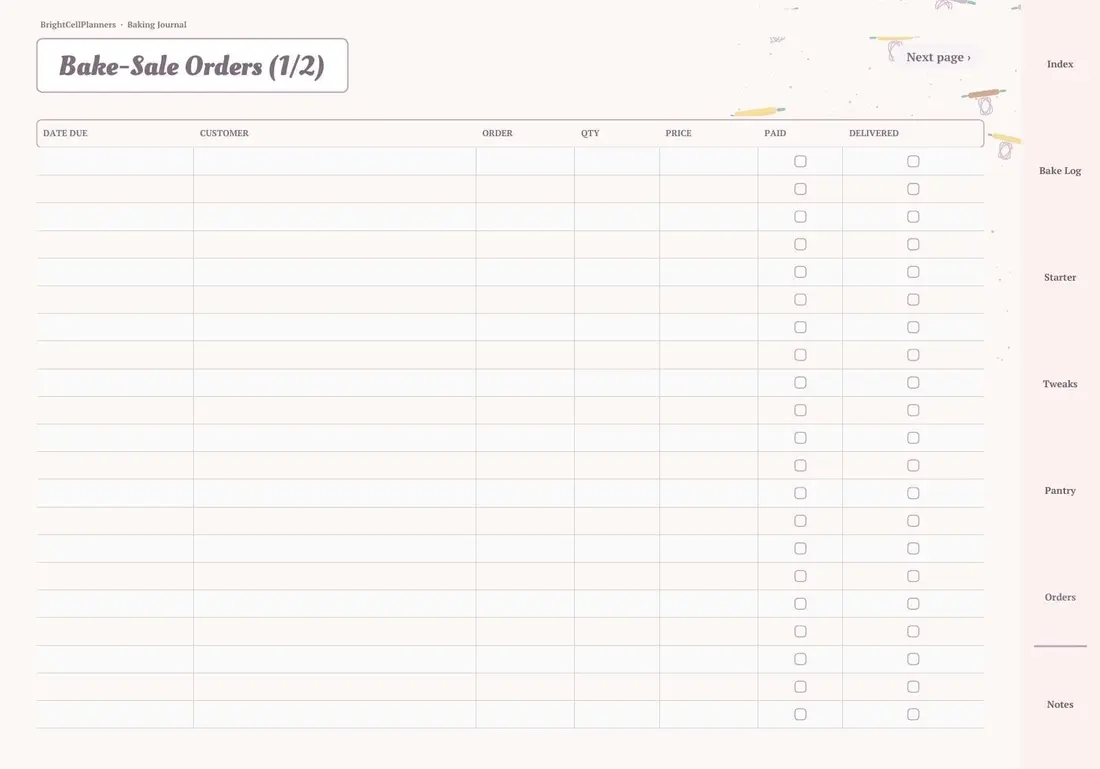 BrightCellPlanners · Baking Journal
Bake-Sale Orders (1/2)
Next page ›
DATE DUE CUSTOMER ORDER QTY PRICE PAID DELIVERED
Index
Bake Log
Starter
Tweaks
Pantry
Orders
Notes